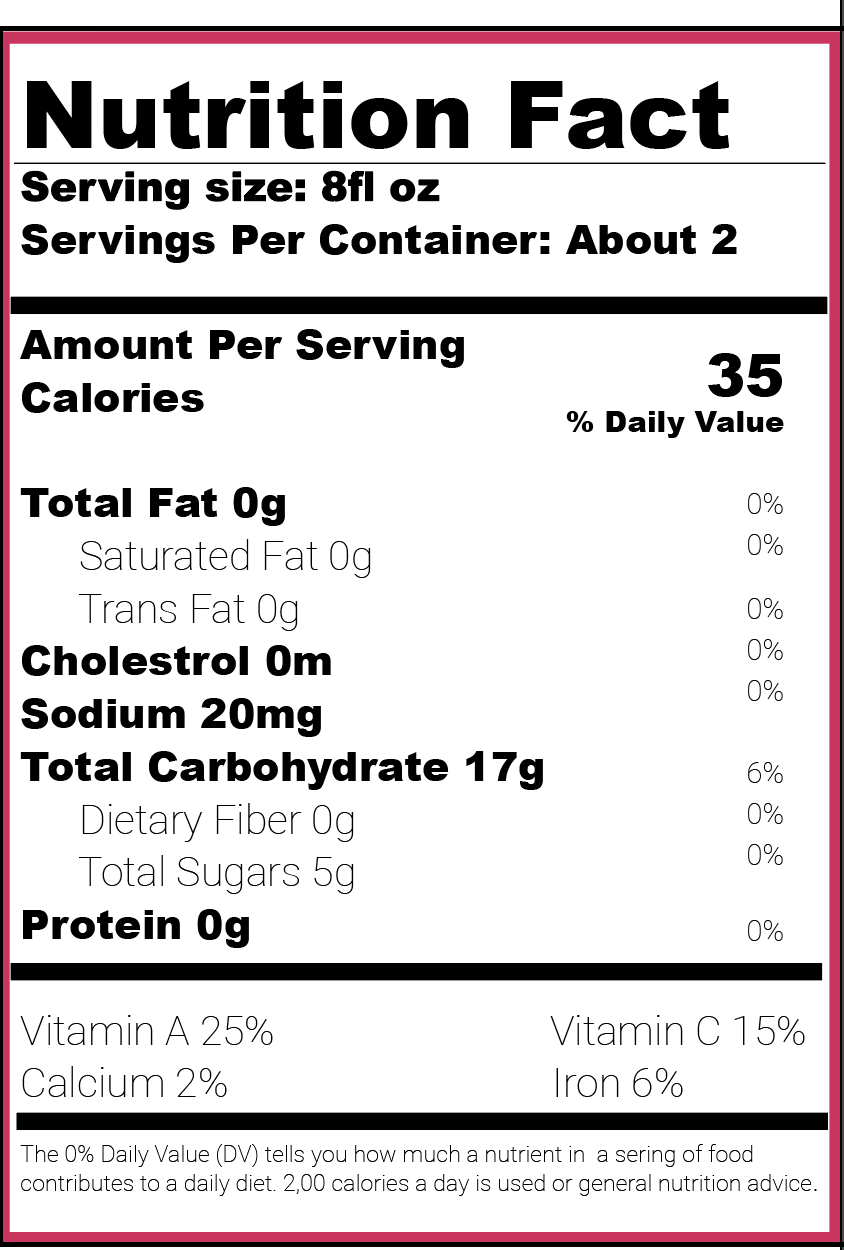 Nutrition Fact
Serving size: 8fl oz
Servings Per Container: About 2
Amount Per Serving
Calories 35
% Daily Value
Total Fat 0g 0%
Saturated Fat 0g 0%
Trans Fat 0g 0%
Cholestrol 0m 0%
Sodium 20mg 0%
Total Carbohydrate 17g 6%
Dietary Fiber 0g 0%
Total Sugars 5g 0%
Protein 0g 0%
Vitamin A 25% Vitamin C 15%
Calcium 2% Iron 6%
The 0% Daily Value (DV) tells you how much a nutrient in a sering of food
contributes to a daily diet. 2,00 calories a day is used or general nutrition advice.